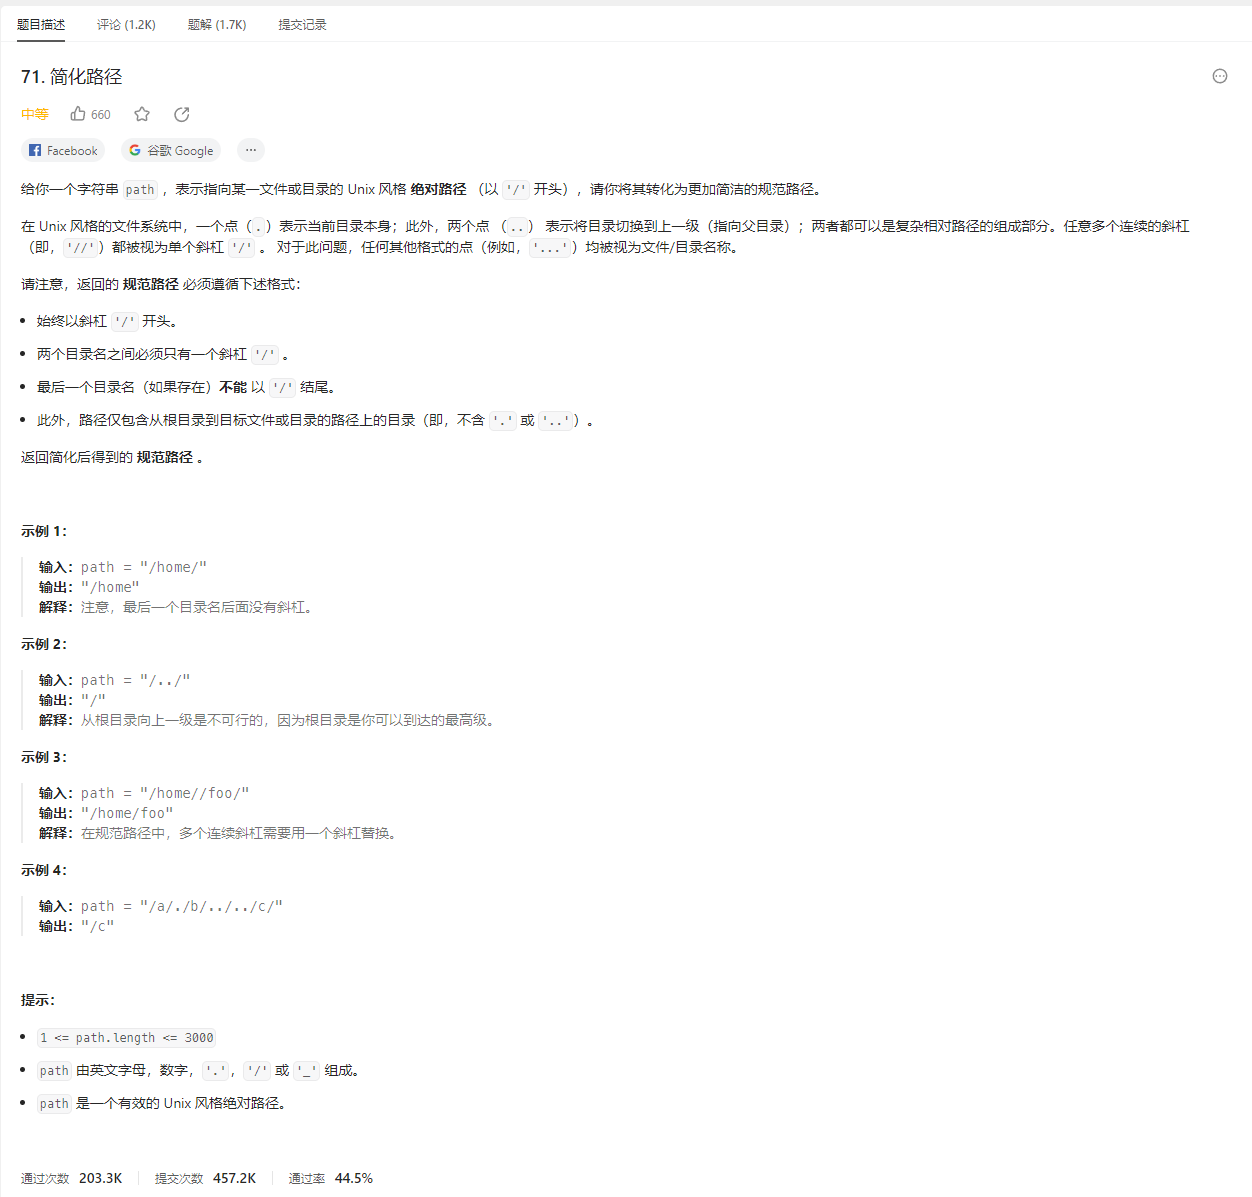 题目描述 评论 (1.2K) 题解 (1.7K) 提交记录
71. 简化路径
中等 660
Facebook 谷歌 Google ···
给你一个字符串 path ，表示指向某一文件或目录的 Unix 风格 绝对路径 （以 '/' 开头），请你将其转化为更加简洁的规范路径。
在 Unix 风格的文件系统中，一个点（.）表示当前目录本身；此外，两个点 （..） 表示将目录切换到上一级（指向父目录）；两者都可以是复杂相对路径的组成部分。任意多个连续的斜杠
（即，'//'）都被视为单个斜杠 '/' 。 对于此问题，任何其他格式的点（例如，'...'）均被视为文件/目录名称。
请注意，返回的 规范路径 必须遵循下述格式：
• 始终以斜杠 '/' 开头。
• 两个目录名之间必须只有一个斜杠 '/' 。
• 最后一个目录名（如果存在）不能 以 '/' 结尾。
• 此外，路径仅包含从根目录到目标文件或目录的路径上的目录（即，不含 '.' 或 '..'）。
返回简化后得到的 规范路径 。
示例 1：
输入：path = "/home/"
输出："/home"
解释：注意，最后一个目录名后面没有斜杠。
示例 2：
输入：path = "/../"
输出："/"
解释：从根目录向上一级是不可行的，因为根目录是你可以到达的最高级。
示例 3：
输入：path = "/home//foo/"
输出："/home/foo"
解释：在规范路径中，多个连续斜杠需要用一个斜杠替换。
示例 4：
输入：path = "/a/./b/../../c/"
输出："/c"
提示：
• 1 <= path.length <= 3000
• path 由英文字母，数字，'.'，'/' 或 '_' 组成。
• path 是一个有效的 Unix 风格绝对路径。
通过次数 203.3K 提交次数 457.2K 通过率 44.5%